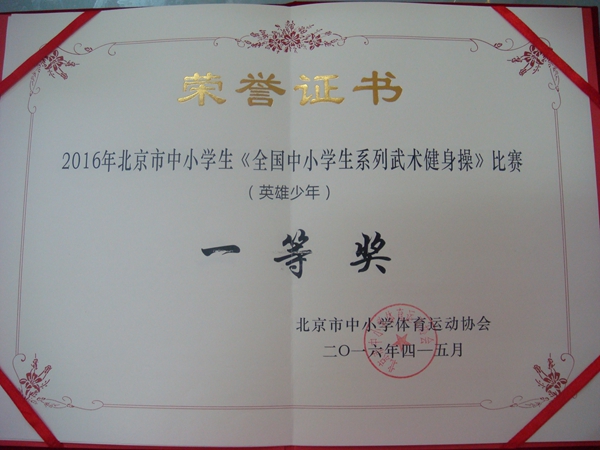 荣誉证书
2016年北京市中小学生《全国中小学生系列武术健身操》比赛
（英雄少年）
一等奖
北京市中小学体育运动协会
二〇一六年四一五月